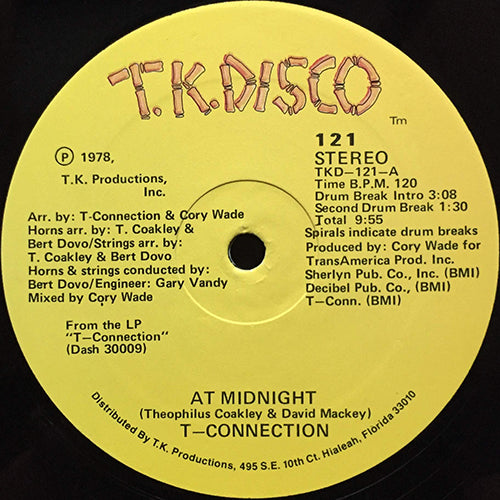 T.K.DISCO
Tm
℗ 1978,
T.K. Productions,
Inc.
Arr. by: T-Connection & Cory Wade
Horns arr. by: T. Coakley &
Bert Dovo/Strings arr. by:
T. Coakley & Bert Dovo
Horns & strings conducted by:
Bert Dovo/Engineer: Gary Vandy
Mixed by Cory Wade
From the LP
"T—Connection"
(Dash 30009)
121
STEREO
TKD—121—A
Time B.P.M. 120
Drum Break Intro 3:08
Second Drum Break 1:30
Total 9:55
Spirals indicate drum breaks
Produced by: Cory Wade for
TransAmerica Prod. Inc.
Sherlyn Pub. Co., Inc. (BMI)
Decibel Pub. Co., Inc. (BMI)
T—Conn. (BMI)
AT MIDNIGHT
(Theophilus Coakley & David Mackey)
T—CONNECTION
Distributed By T.K. Productions, 495 S.E. 10th Ct. Hialeah, Florida 33010